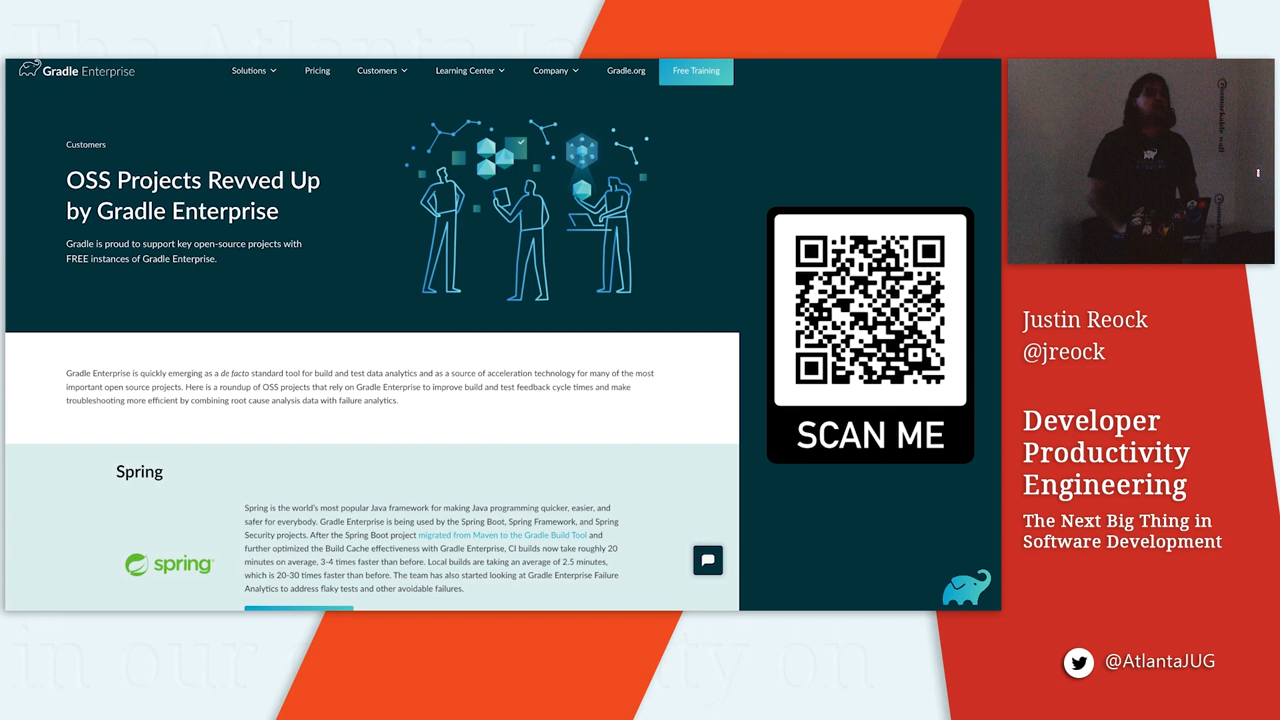 The Atlanta Ja
Gradle Enterprise
Solutions
Pricing
Customers
Learning Center
Company
Gradle.org
Free Training
Customers
OSS Projects Revved Up
by Gradle Enterprise
Gradle is proud to support key open-source projects with
FREE instances of Gradle Enterprise.
Gradle Enterprise is quickly emerging as a de facto standard tool for build and test data analytics and as a source of acceleration technology for many of the most
important open source projects. Here is a roundup of OSS projects that rely on Gradle Enterprise to improve build and test feedback cycle times and make
troubleshooting more efficient by combining root cause analysis data with failure analytics.
Spring
spring
Spring is the world's most popular Java framework for making Java programming quicker, easier, and
safer for everybody. Gradle Enterprise is being used by the Spring Boot, Spring Framework, and Spring
Security projects. After the Spring Boot project migrated from Maven to the Gradle Build Tool and
further optimized the Build Cache effectiveness with Gradle Enterprise, CI builds now take roughly 20
minutes on average, 3-4 times faster than before. Local builds are taking an average of 2.5 minutes,
which is 20-30 times faster than before. The team has also started looking at Gradle Enterprise Failure
Analytics to address flaky tests and other avoidable failures.
SCAN ME
Justin Reock
@jreock
Developer
Productivity
Engineering
The Next Big Thing in
Software Development
@AtlantaJUG
in our
ty on